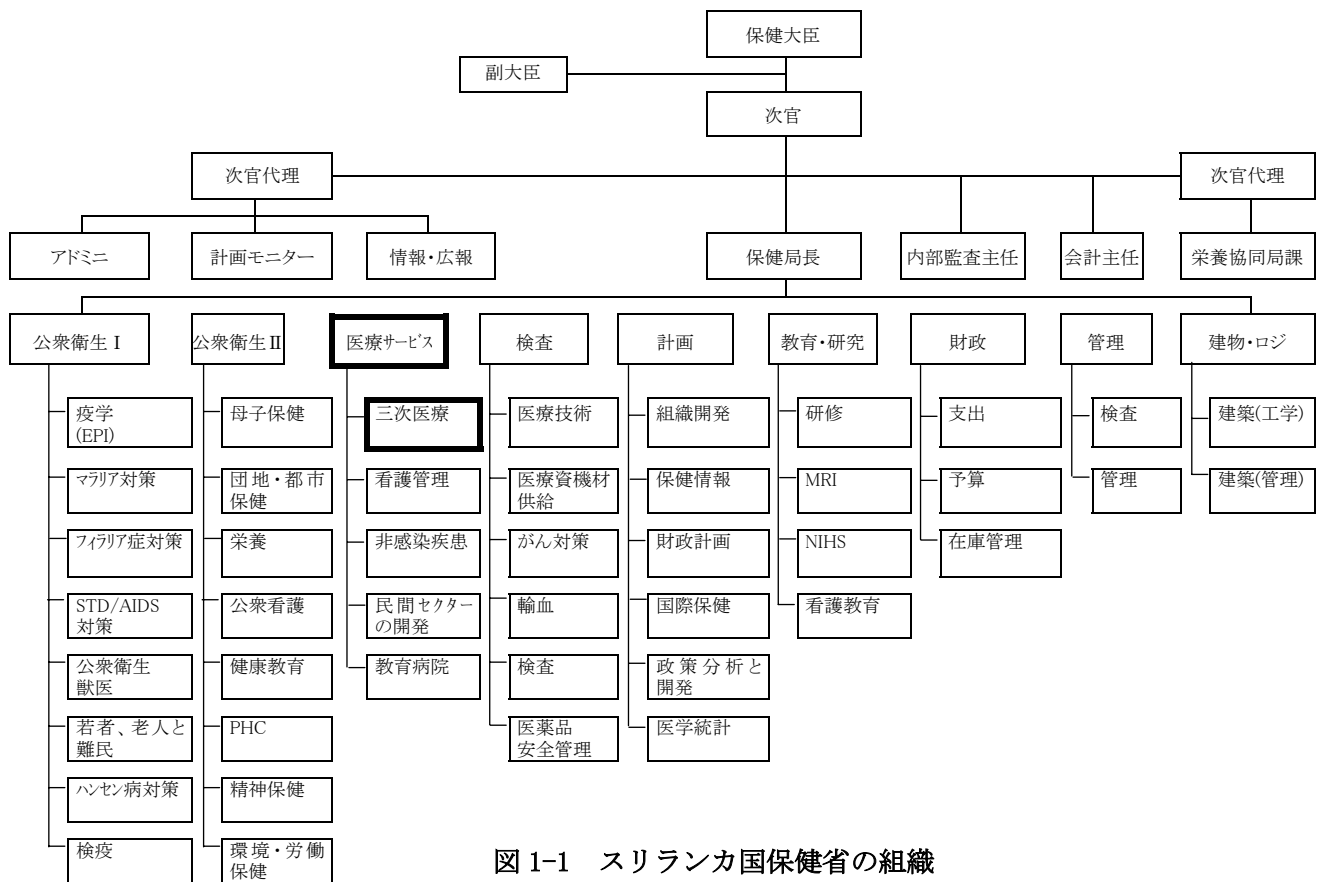 保健大臣
副大臣
次官
次官代理
次官代理
アドミニ
計画モニター
情報・広報
保健局長
内部監査主任
会計主任
栄養協同局課
公衆衛生Ⅰ
公衆衛生Ⅱ
医療サービス
検査
計画
教育・研究
財政
管理
建物・ロジ
疫学
(EPI)
マラリア対策
フィラリア症対策
STD/AIDS
対策
公衆衛生
獣医
若者、老人と
難民
ハンセン病対策
検疫
母子保健
団地・都市
保健
栄養
公衆看護
健康教育
PHC
精神保健
環境・労働
保健
三次医療
看護管理
非感染疾患
民間セクター
の開発
教育病院
医療技術
医療資機材
供給
がん対策
輸血
検査
医薬品
安全管理
組織開発
保健情報
財政計画
国際保健
政策分析と
開発
医学統計
研修
MRI
NIHS
看護教育
支出
予算
在庫管理
検査
管理
建築(工学)
建築(管理)
図 1-1 スリランカ国保健省の組織